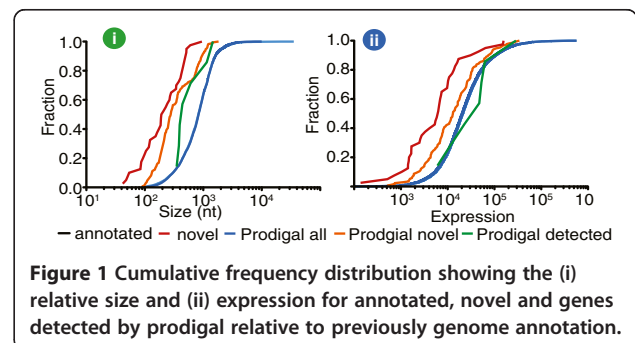 i
ii
1.0
0.8
0.6
0.4
0.2
0.0
Fraction
10¹ 10² 10³ 10⁴
Size (nt)
1.0
0.8
0.6
0.4
0.2
Fraction
10³ 10⁴ 10⁵ 10⁵ 10
Expression
annotated novel Prodigal all Prodgial novel Prodigal detected
Figure 1 Cumulative frequency distribution showing the (i)
relative size and (ii) expression for annotated, novel and genes
detected by prodigal relative to previously genome annotation.